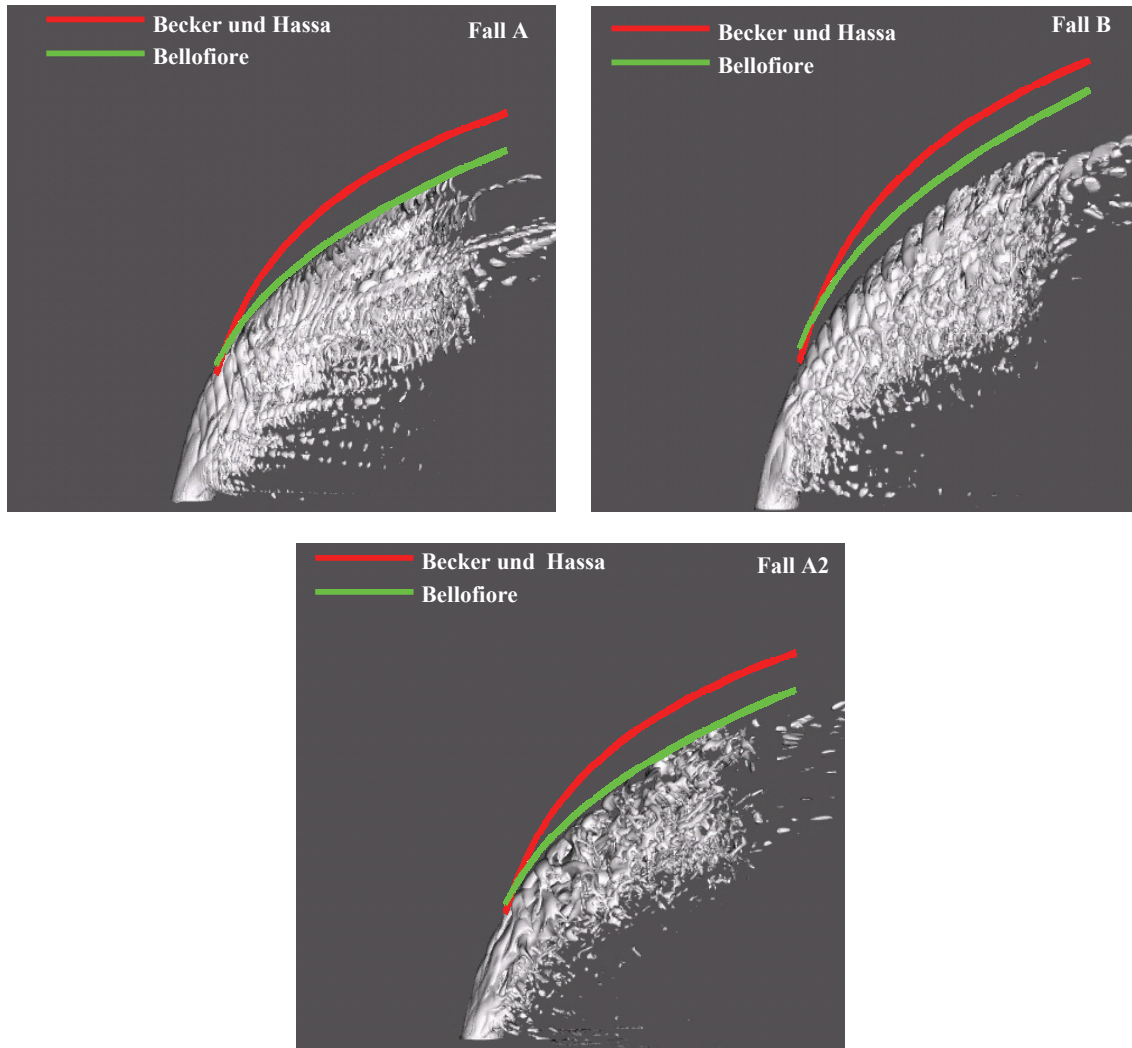 Becker und Hassa
Fall A
Bellofiore
Becker und Hassa
Fall B
Bellofiore
Becker und Hassa
Fall A2
Bellofiore